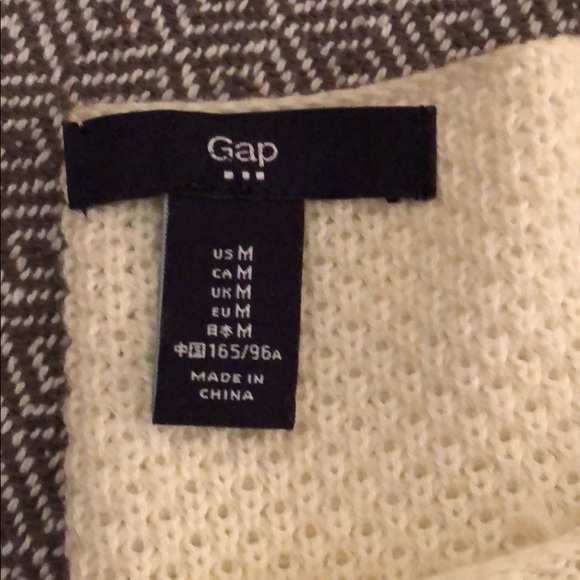 Gap
US M
CA M
UK M
EU M
日本 M
中国 165/96A
MADE IN
CHINA